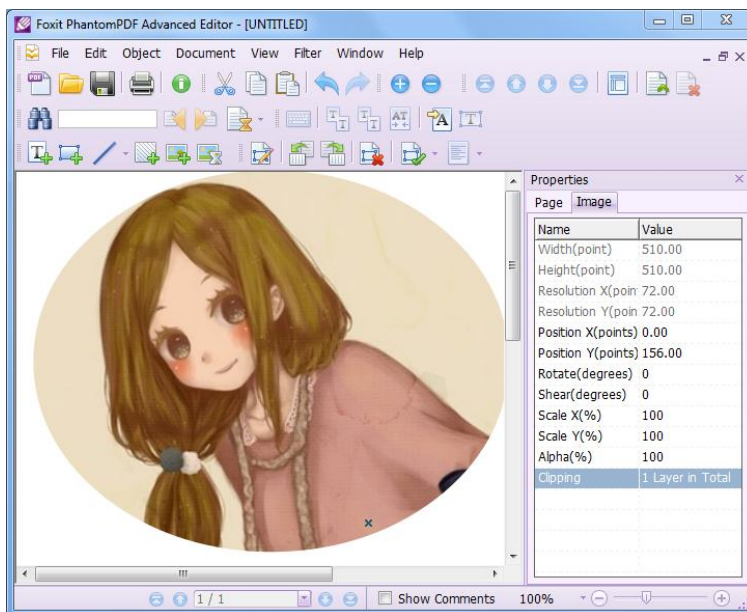 Foxit PhantomPDF Advanced Editor - [UNTITLED]
File Edit Object Document View Filter Window Help
Properties
Page Image
Name Value
Width(point) 510.00
Height(point) 510.00
Resolution X(poin 72.00
Resolution Y(poin 72.00
Position X(points) 0.00
Position Y(points) 156.00
Rotate(degrees) 0
Shear(degrees) 0
Scale X(%) 100
Scale Y(%) 100
Alpha(%) 100
Clipping 1 Layer in Total
1 / 1
Show Comments 100%